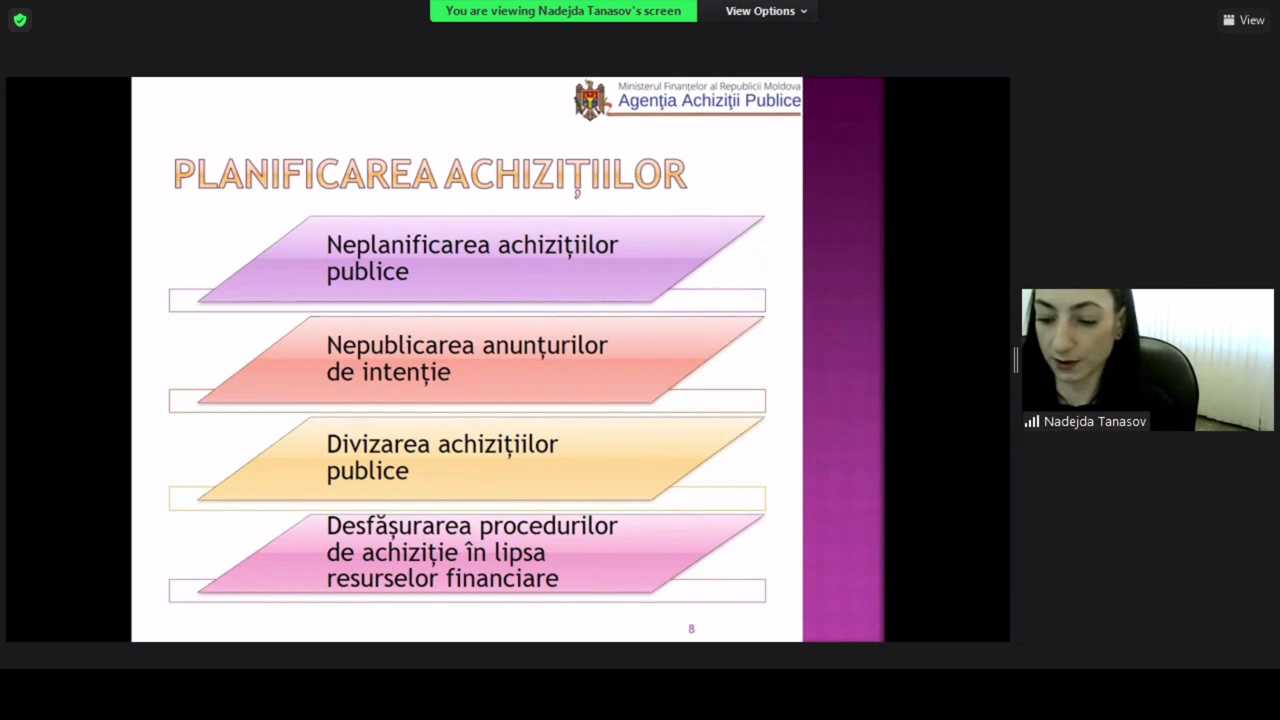 You are viewing Nadejda Tanasov's screen
View Options
View
Ministerul Finanțelor al Republicii Moldova
Agenţia Achiziţii Publice
PLANIFICAREA ACHIZIȚIILOR
Neplanificarea achizițiilor
publice
Nepublicarea anunțurilor
de intenție
Divizarea achizițiilor
publice
Desfășurarea procedurilor
de achiziție în lipsa
resurselor financiare
8
Nadejda Tanasov